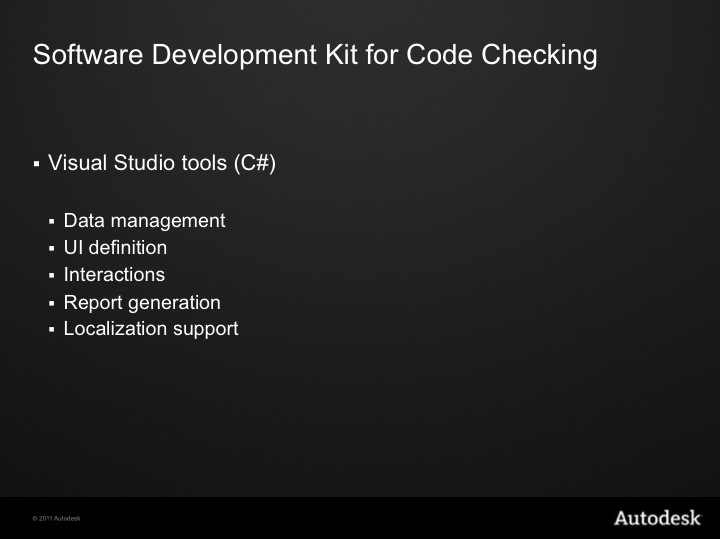 Software Development Kit for Code Checking
▪ Visual Studio tools (C#)
▪ Data management
▪ UI definition
▪ Interactions
▪ Report generation
▪ Localization support
© 2011 Autodesk
Autodesk